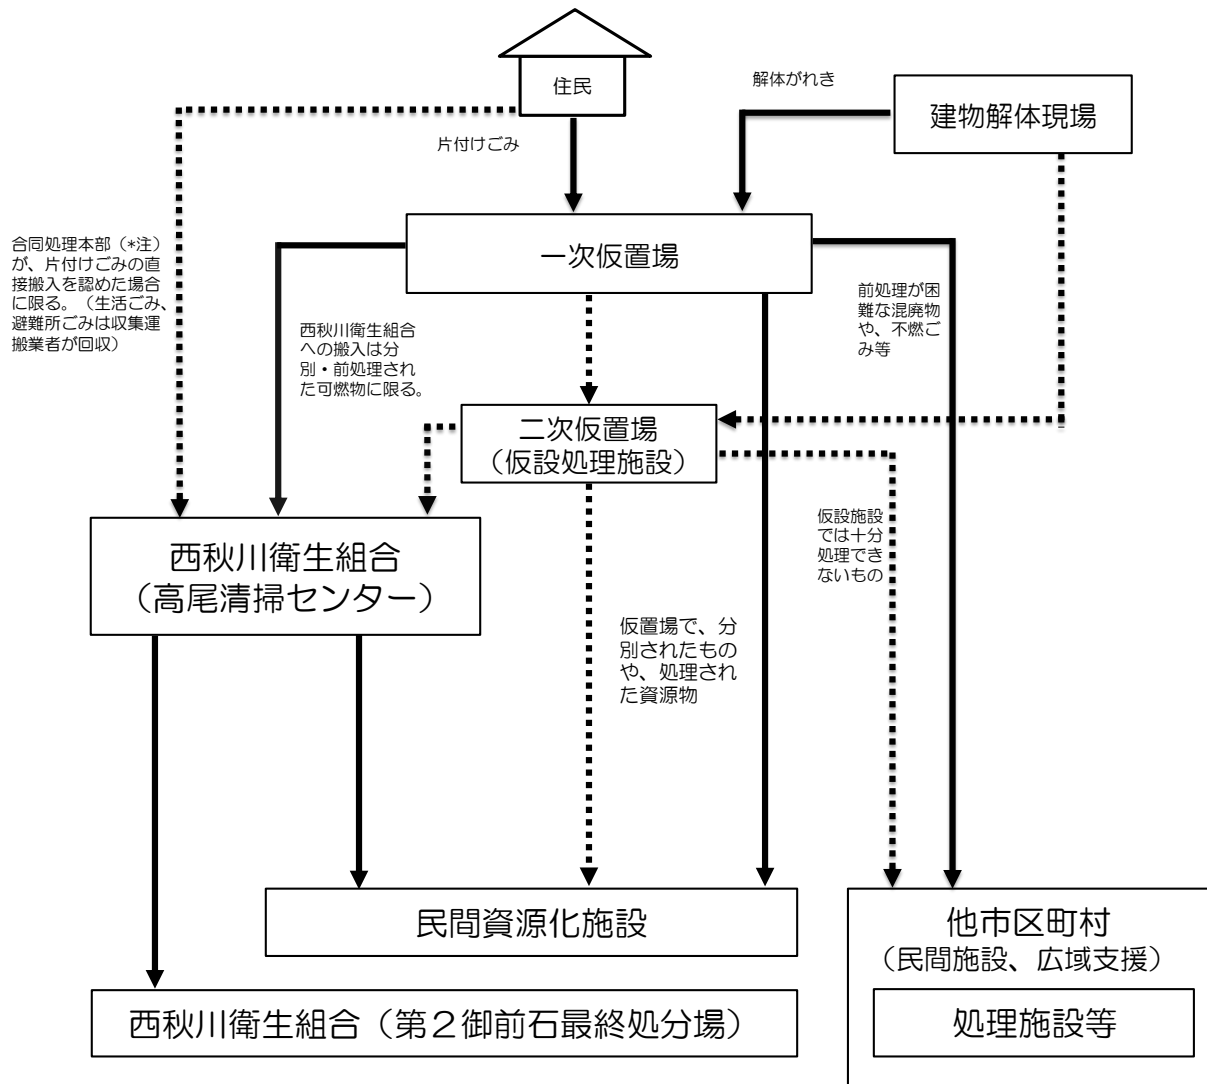 住民
解体がれき
建物解体現場
片付けごみ
一次仮置場
合同処理本部（*注）
が、片付けごみの直
接搬入を認めた場合
に限る。（生活ごみ、
避難所ごみは収集運
搬業者が回収）
西秋川衛生組合
への搬入は分
別・前処理され
た可燃物に限る。
前処理が困
難な混廃物
や、不燃ご
み等
二次仮置場
（仮設処理施設）
西秋川衛生組合
（高尾清掃センター）
仮設施設
では十分
処理でき
ないもの
仮置場で、分
別されたもの
や、処理され
た資源物
民間資源化施設
他市区町村
（民間施設、広域支援）
西秋川衛生組合（第２御前石最終処分場）
処理施設等